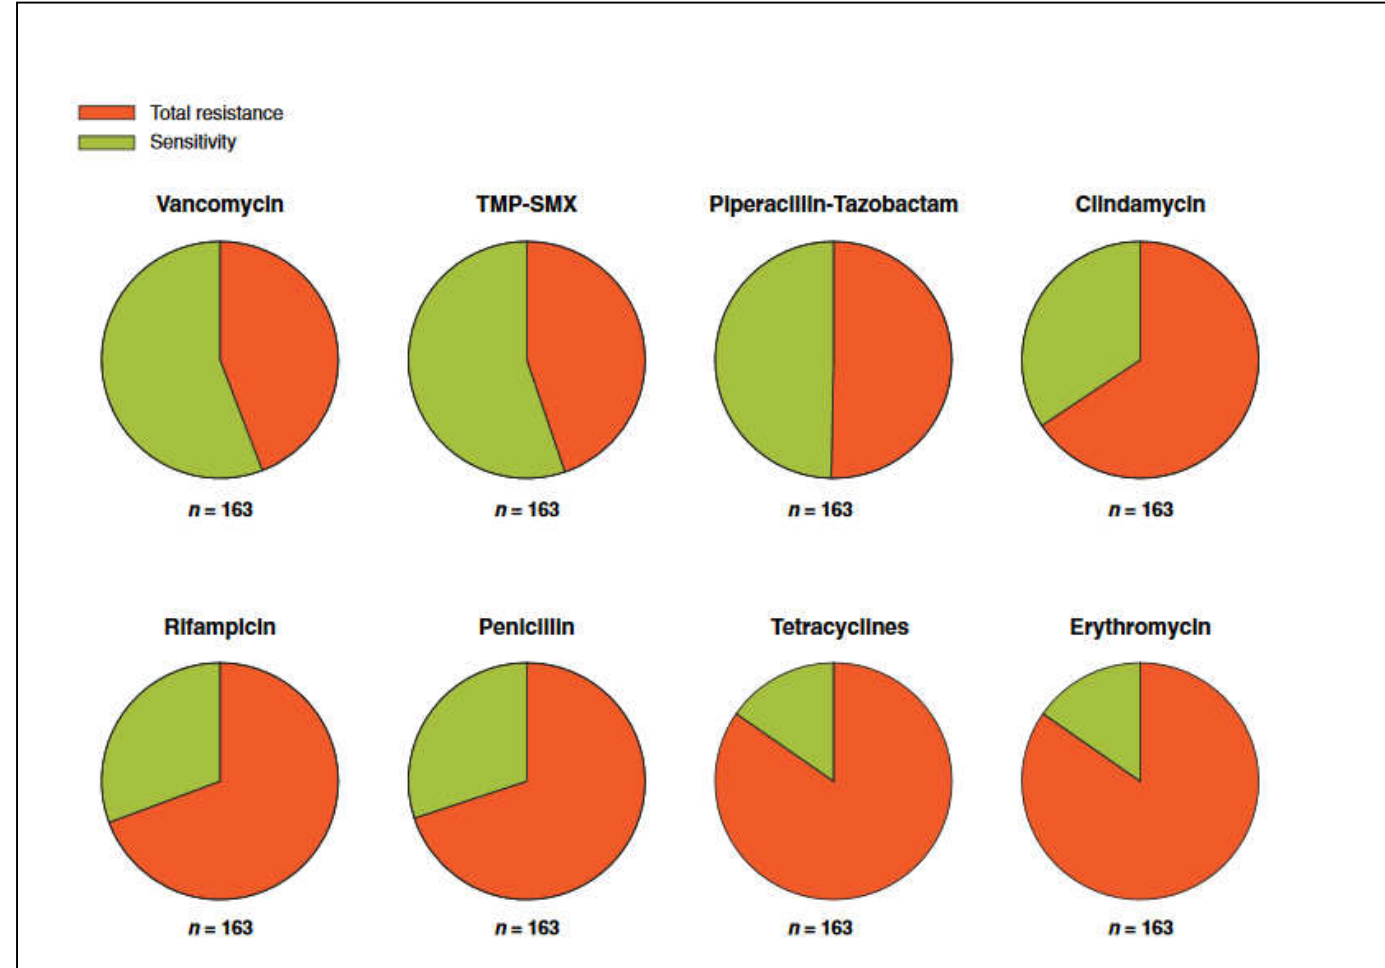 Total resistance
Sensitivity
Vancomycin
TMP-SMX
Piperacillin-Tazobactam
Clindamycin
n = 163
n = 163
n = 163
n = 163
Rifampicin
Penicillin
Tetracyclines
Erythromycin
n = 163
n = 163
n = 163
n = 163